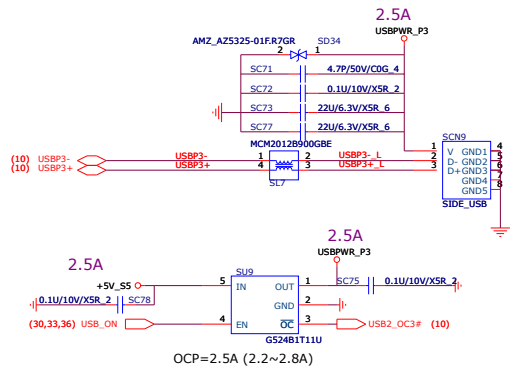 2.5A
USBPWR_P3
AMZ_AZ5325-01F.R7GR SD34
2 1
SC71 4.7P/50V/C0G_4
SC72 0.1U/10V/X5R_2
SC73 22U/6.3V/X5R_6
SC77 22U/6.3V/X5R_6
MCM2012B900GBE
SCN9
(10) USBP3- USBP3- 1 2 USBP3-_L
(10) USBP3+ USBP3+ 4 3 USBP3+_L
SL7
1 V GND1 4
2 D- GND2 5
3 D+ GND3 6
GND4 7
GND5 8
SIDE_USB
2.5A
USBPWR_P3
2.5A
SU9
+5V_S5 5 IN OUT 1 SC75 0.1U/10V/X5R_2
0.1U/10V/X5R_2 SC78
GND 2
(30,33,36) USB_ON 4 EN OC 3 USB2_OC3# (10)
G524B1T11U
OCP=2.5A (2.2~2.8A)